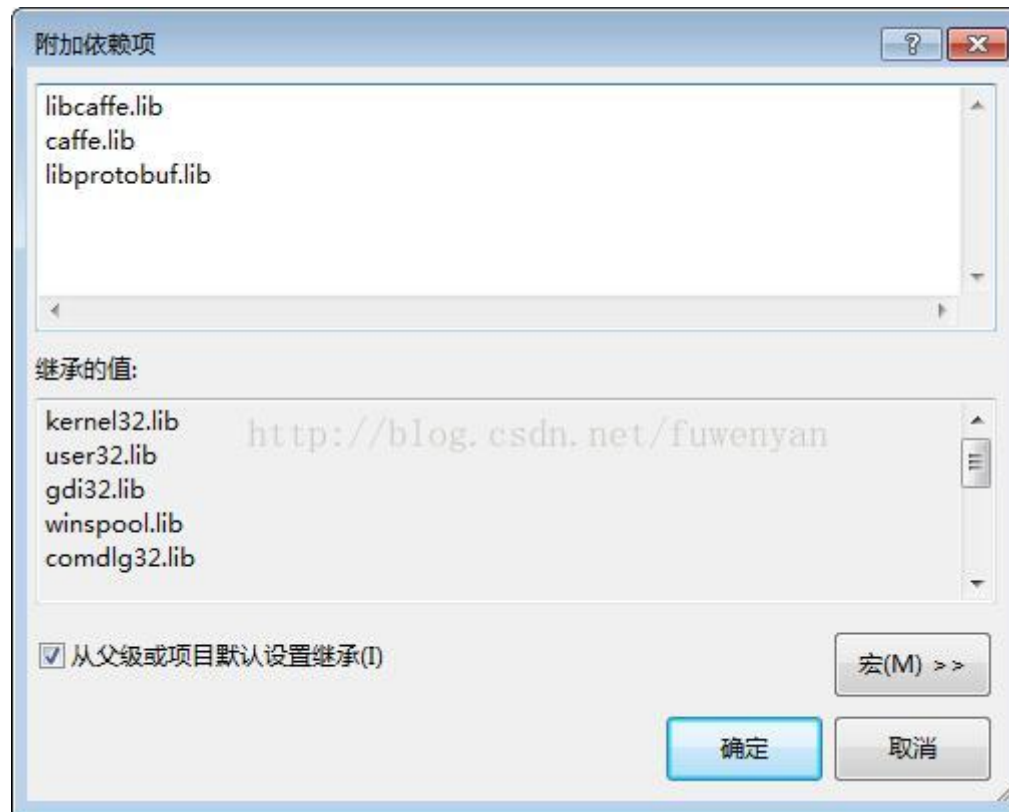 附加依赖项
libcaffe.lib
caffe.lib
libprotobuf.lib
继承的值:
kernel32.lib
http://blog.csdn.net/fuwenyan
user32.lib
gdi32.lib
winspool.lib
comdlg32.lib
从父级或项目默认设置继承(I)
宏(M) >>
确定
取消